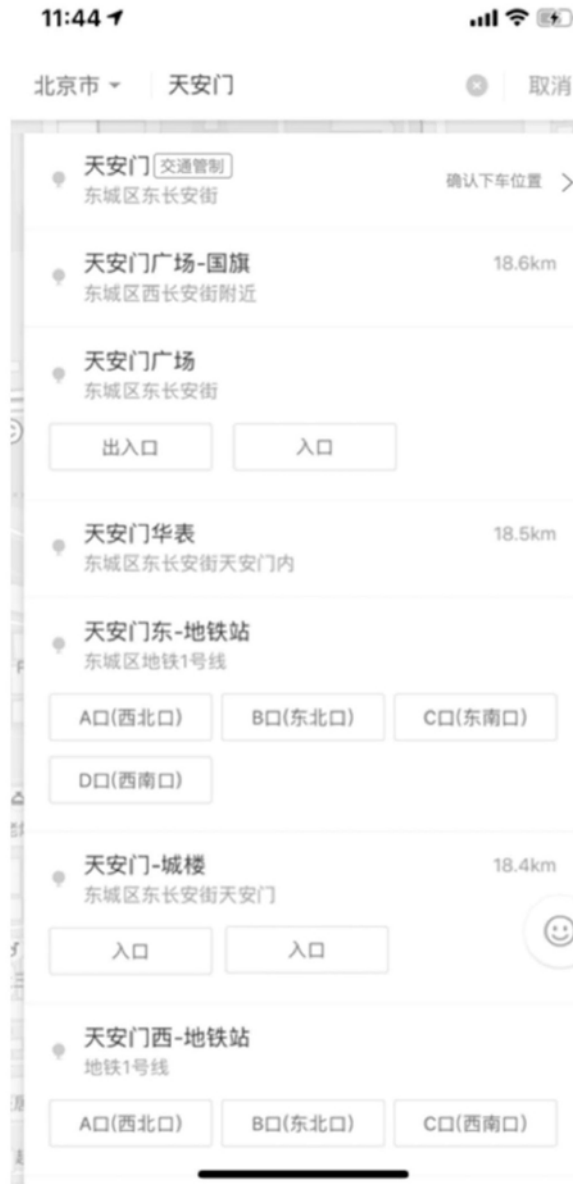 11:44
北京市 天安门 取消
天安门 交通管制
东城区东长安街
确认下车位置
天安门广场-国旗 18.6km
东城区西长安街附近
天安门广场
东城区东长安街
出入口 入口
天安门华表 18.5km
东城区东长安街天安门内
天安门东-地铁站
东城区地铁1号线
A口(西北口) B口(东北口) C口(东南口)
D口(西南口)
天安门-城楼 18.4km
东城区东长安街天安门
入口 入口
天安门西-地铁站
地铁1号线
A口(西北口) B口(东北口) C口(西南口)